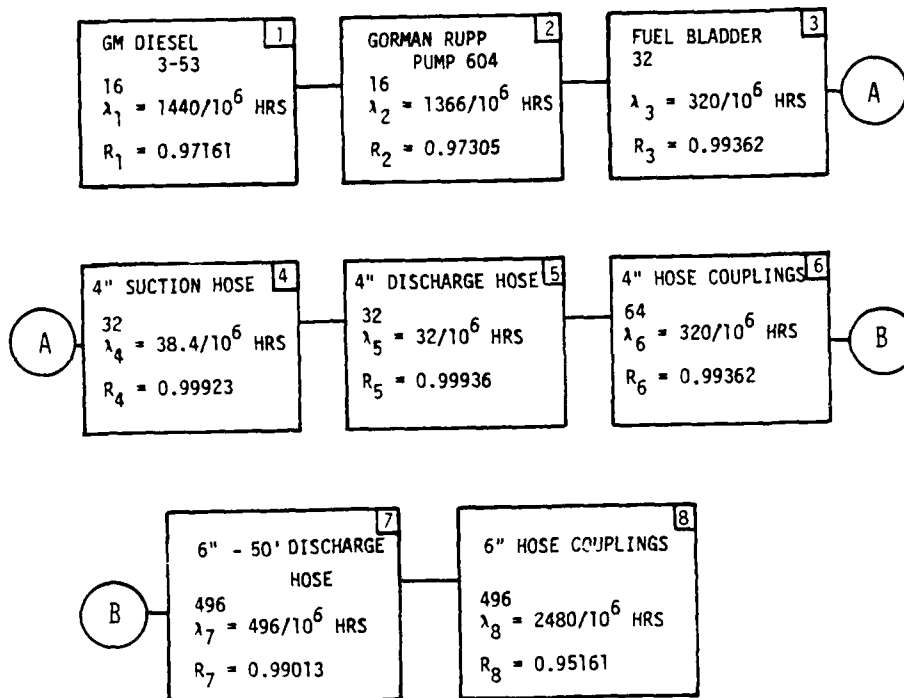 GM DIESEL
3-53
1
16
λ1 = 1440/10^6 HRS
R1 = 0.97161
GORMAN RUPP
PUMP 604
2
16
λ2 = 1366/10^6 HRS
R2 = 0.97305
FUEL BLADDER
3
32
λ3 = 320/10^6 HRS
R3 = 0.99362
A
A
4" SUCTION HOSE
4
32
λ4 = 38.4/10^6 HRS
R4 = 0.99923
4" DISCHARGE HOSE
5
32
λ5 = 32/10^6 HRS
R5 = 0.99936
4" HOSE COUPLINGS
6
64
λ6 = 320/10^6 HRS
R6 = 0.99362
B
B
6" - 50' DISCHARGE
HOSE
7
496
λ7 = 496/10^6 HRS
R7 = 0.99013
6" HOSE COUPLINGS
8
496
λ8 = 2480/10^6 HRS
R8 = 0.95161